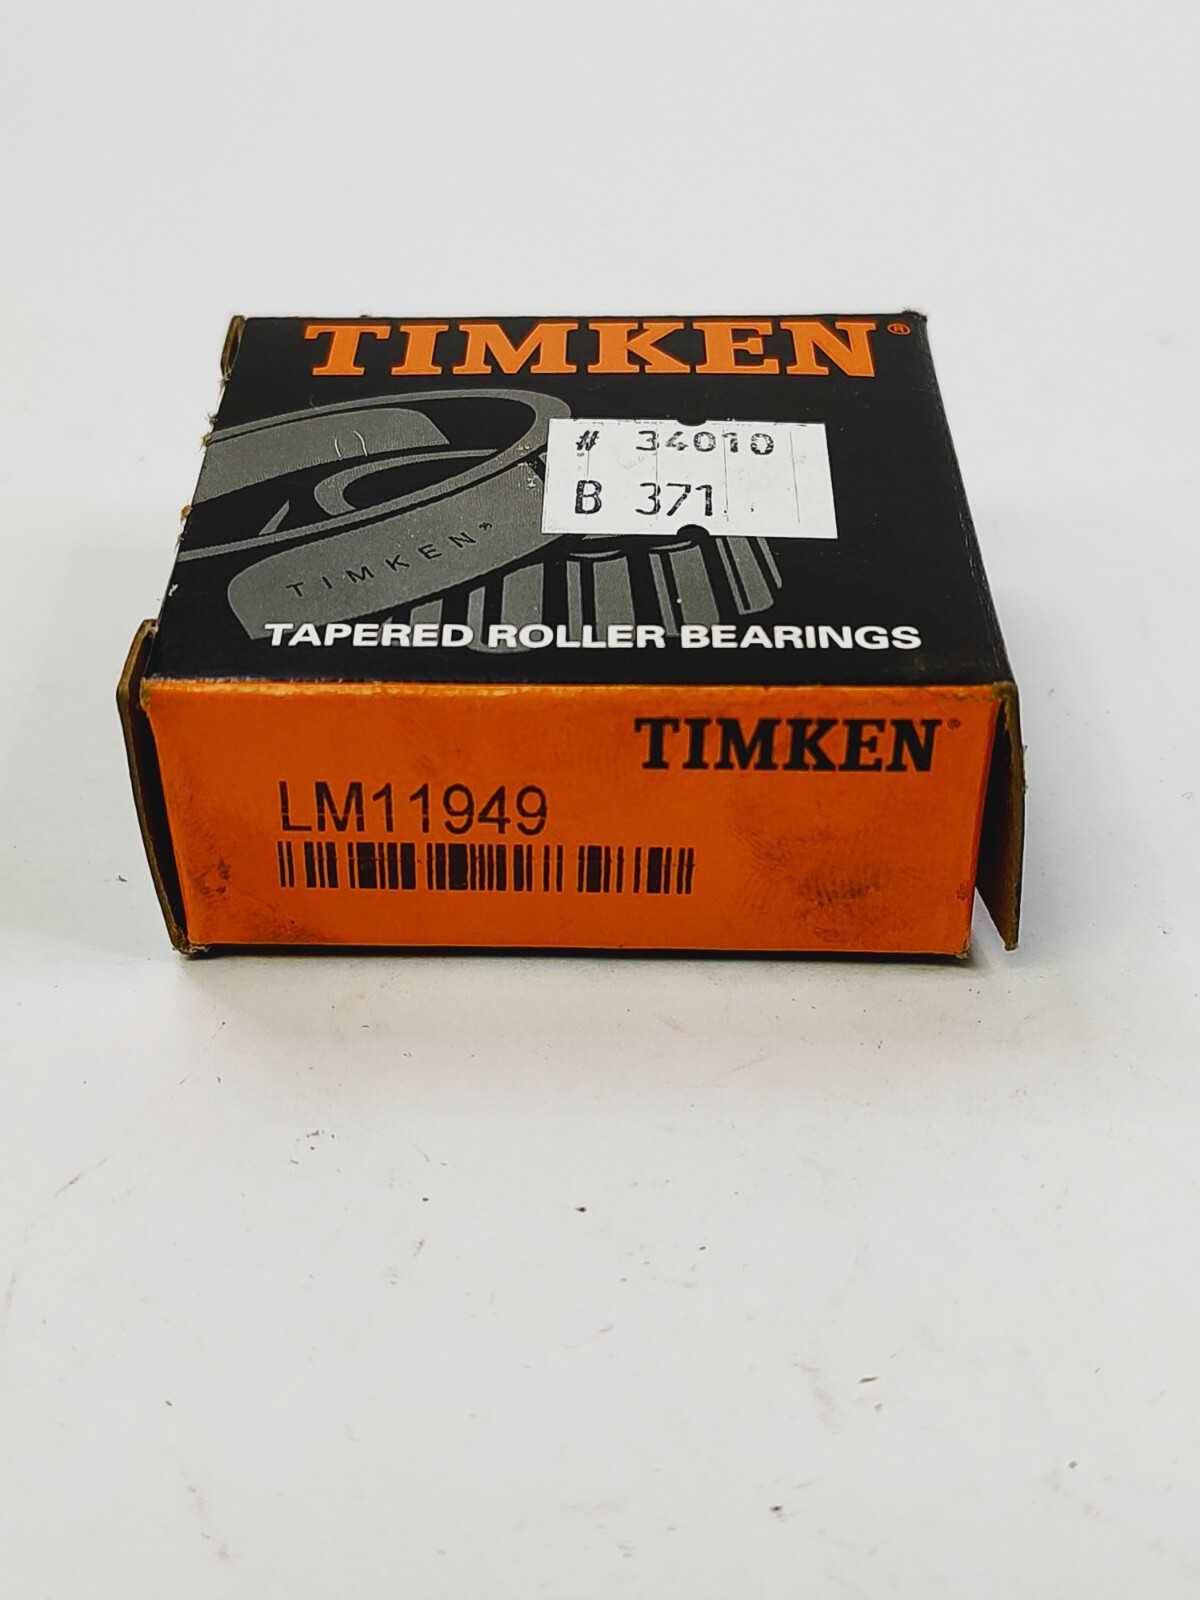 TIMKEN®
# 34010
B 371
TIMKEN®
TAPERED ROLLER BEARINGS
TIMKEN®
LM11949